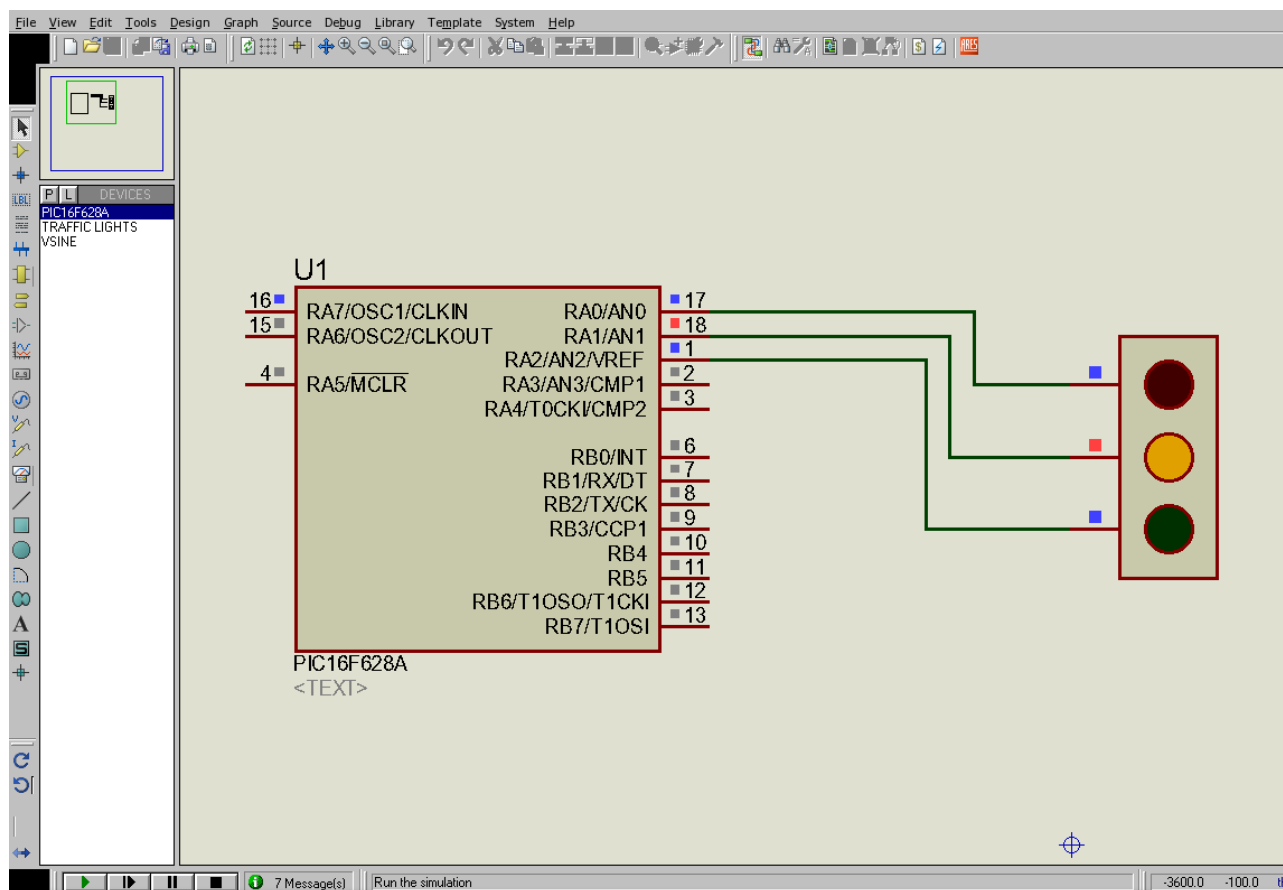 File View Edit Tools Design Graph Source Debug Library Template System Help
ARES
LBL
P L DEVICES
PIC16F628A
TRAFFIC LIGHTS
VSINE
U1
16 RA7/OSC1/CLKIN RA0/AN0 17
15 RA6/OSC2/CLKOUT RA1/AN1 18
RA2/AN2/VREF 1
4 RA5/MCLR RA3/AN3/CMP1 2
RA4/T0CKI/CMP2 3
RB0/INT 6
RB1/RX/DT 7
RB2/TX/CK 8
RB3/CCP1 9
RB4 10
RB5 11
RB6/T1OSO/T1CKI 12
RB7/T1OSI 13
PIC16F628A
<TEXT>
V
I
A
S
7 Message(s) Run the simulation -3600.0 -100.0